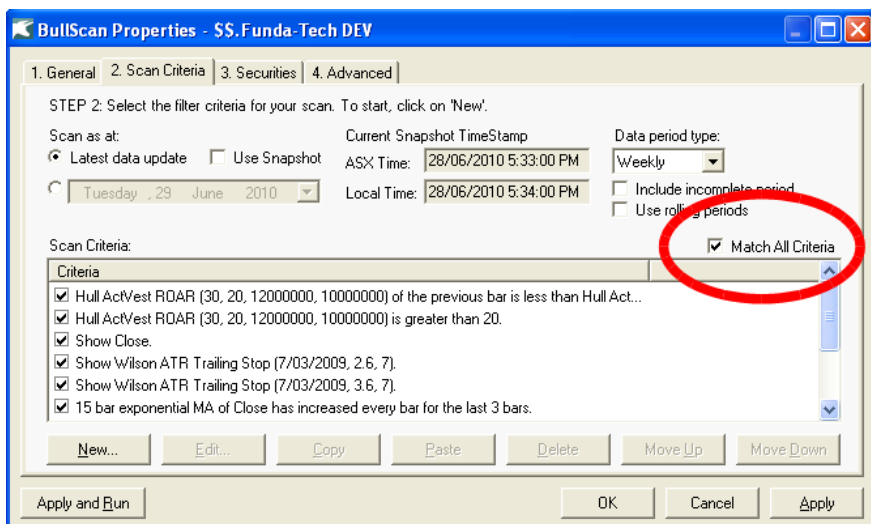 BullScan Properties - $$.Funda-Tech DEV
1. General 2. Scan Criteria 3. Securities 4. Advanced
STEP 2: Select the filter criteria for your scan. To start, click on 'New'.
Scan as at: Current Snapshot TimeStamp Data period type:
Latest data update Use Snapshot ASX Time: 28/06/2010 5:33:00 PM Weekly
Tuesday , 29 June 2010 Local Time: 28/06/2010 5:34:00 PM Include incomplete period
Use rolling periods
Scan Criteria: Match All Criteria
Criteria
Hull ActVest ROAR (30, 20, 12000000, 10000000) of the previous bar is less than Hull Act...
Hull ActVest ROAR (30, 20, 12000000, 10000000) is greater than 20.
Show Close.
Show Wilson ATR Trailing Stop (7/03/2009, 2.6, 7).
Show Wilson ATR Trailing Stop (7/03/2009, 3.6, 7).
15 bar exponential MA of Close has increased every bar for the last 3 bars.
New... Edit... Copy Paste Delete Move Up Move Down
Apply and Run OK Cancel Apply